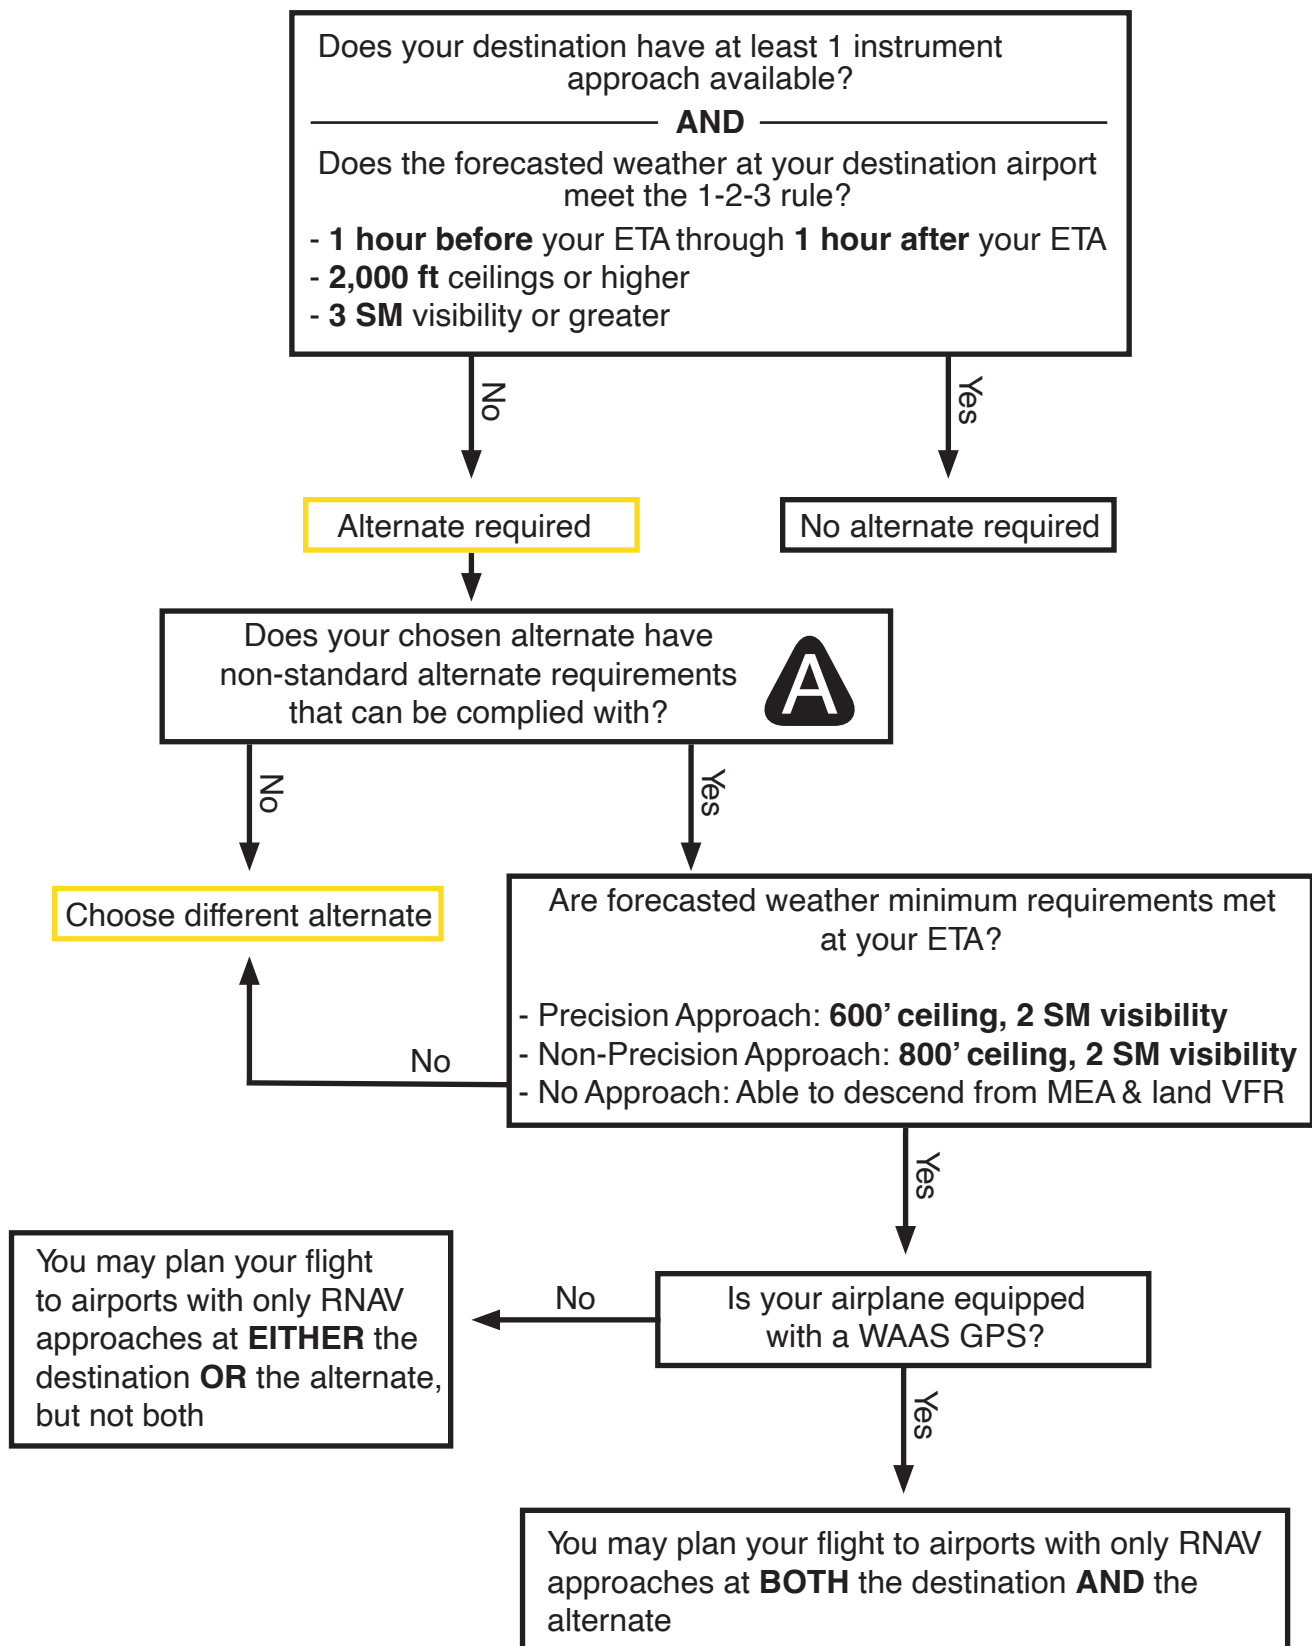 Does your destination have at least 1 instrument
approach available?
AND
Does the forecasted weather at your destination airport
meet the 1-2-3 rule?
- 1 hour before your ETA through 1 hour after your ETA
- 2,000 ft ceilings or higher
- 3 SM visibility or greater
No
Yes
Alternate required
No alternate required
Does your chosen alternate have
non-standard alternate requirements
that can be complied with?
A
No
Yes
Choose different alternate
Are forecasted weather minimum requirements met
at your ETA?
- Precision Approach: 600’ ceiling, 2 SM visibility
- Non-Precision Approach: 800’ ceiling, 2 SM visibility
- No Approach: Able to descend from MEA & land VFR
No
Yes
You may plan your flight
to airports with only RNAV
approaches at EITHER the
destination OR the alternate,
but not both
No
Is your airplane equipped
with a WAAS GPS?
Yes
You may plan your flight to airports with only RNAV
approaches at BOTH the destination AND the
alternate